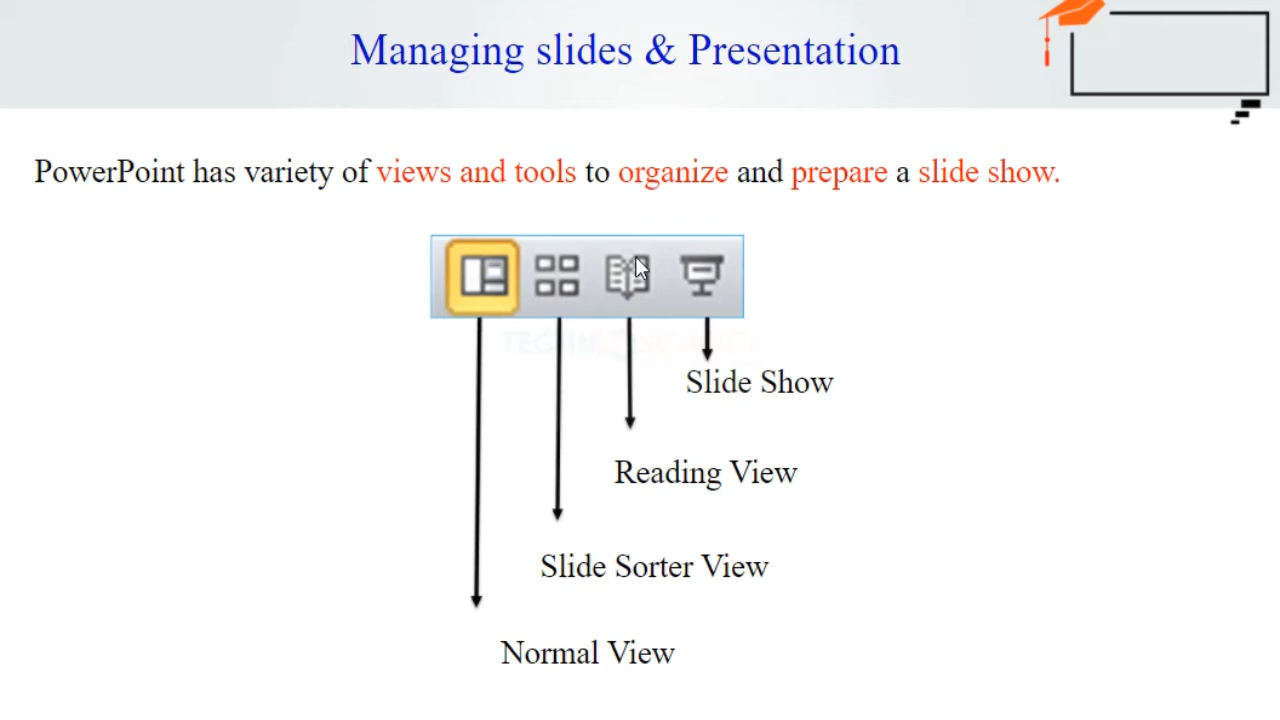 Managing slides & Presentation
PowerPoint has variety of views and tools to organize and prepare a slide show.
Slide Show
Reading View
Slide Sorter View
Normal View